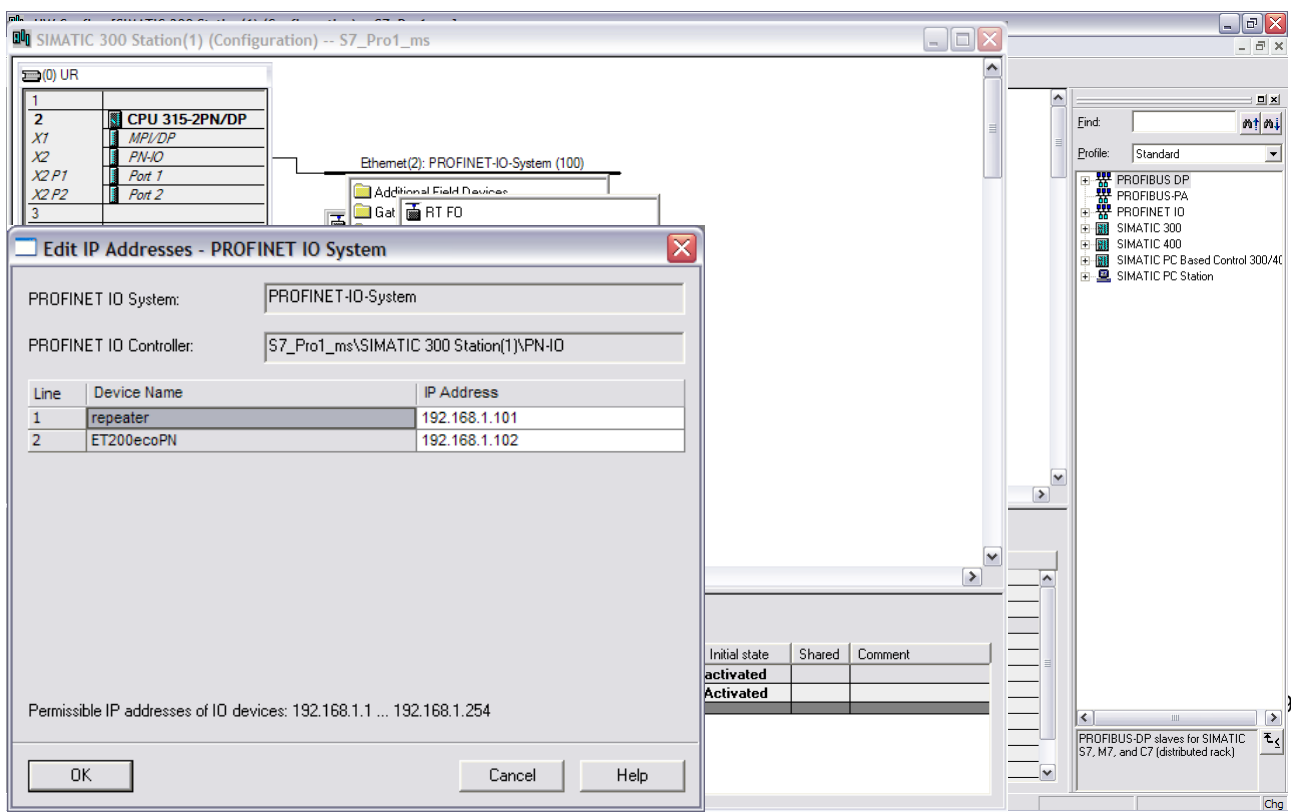 SIMATIC 300 Station(1) (Configuration) -- S7_Pro1_ms
(0) UR
1
2 CPU 315-2PN/DP
X1 MPI/DP
X2 PN-IO
X2 P1 Port 1
X2 P2 Port 2
3
Ethernet(2): PROFINET-IO-System (100)
Additional Field Devices
Gat
RT FO
Edit IP Addresses - PROFINET IO System
PROFINET IO System: PROFINET-IO-System
PROFINET IO Controller: S7_Pro1_ms\SIMATIC 300 Station(1)\PN-IO
Line Device Name IP Address
1 repeater 192.168.1.101
2 ET200ecoPN 192.168.1.102
Permissible IP addresses of IO devices: 192.168.1.1 ... 192.168.1.254
OK Cancel Help
Initial state Shared Comment
activated
Activated
Find:
Profile: Standard
PROFIBUS DP
PROFIBUS-PA
PROFINET IO
SIMATIC 300
SIMATIC 400
SIMATIC PC Based Control 300/40
SIMATIC PC Station
PROFIBUS-DP slaves for SIMATIC
S7, M7, and C7 (distributed rack)
Chg